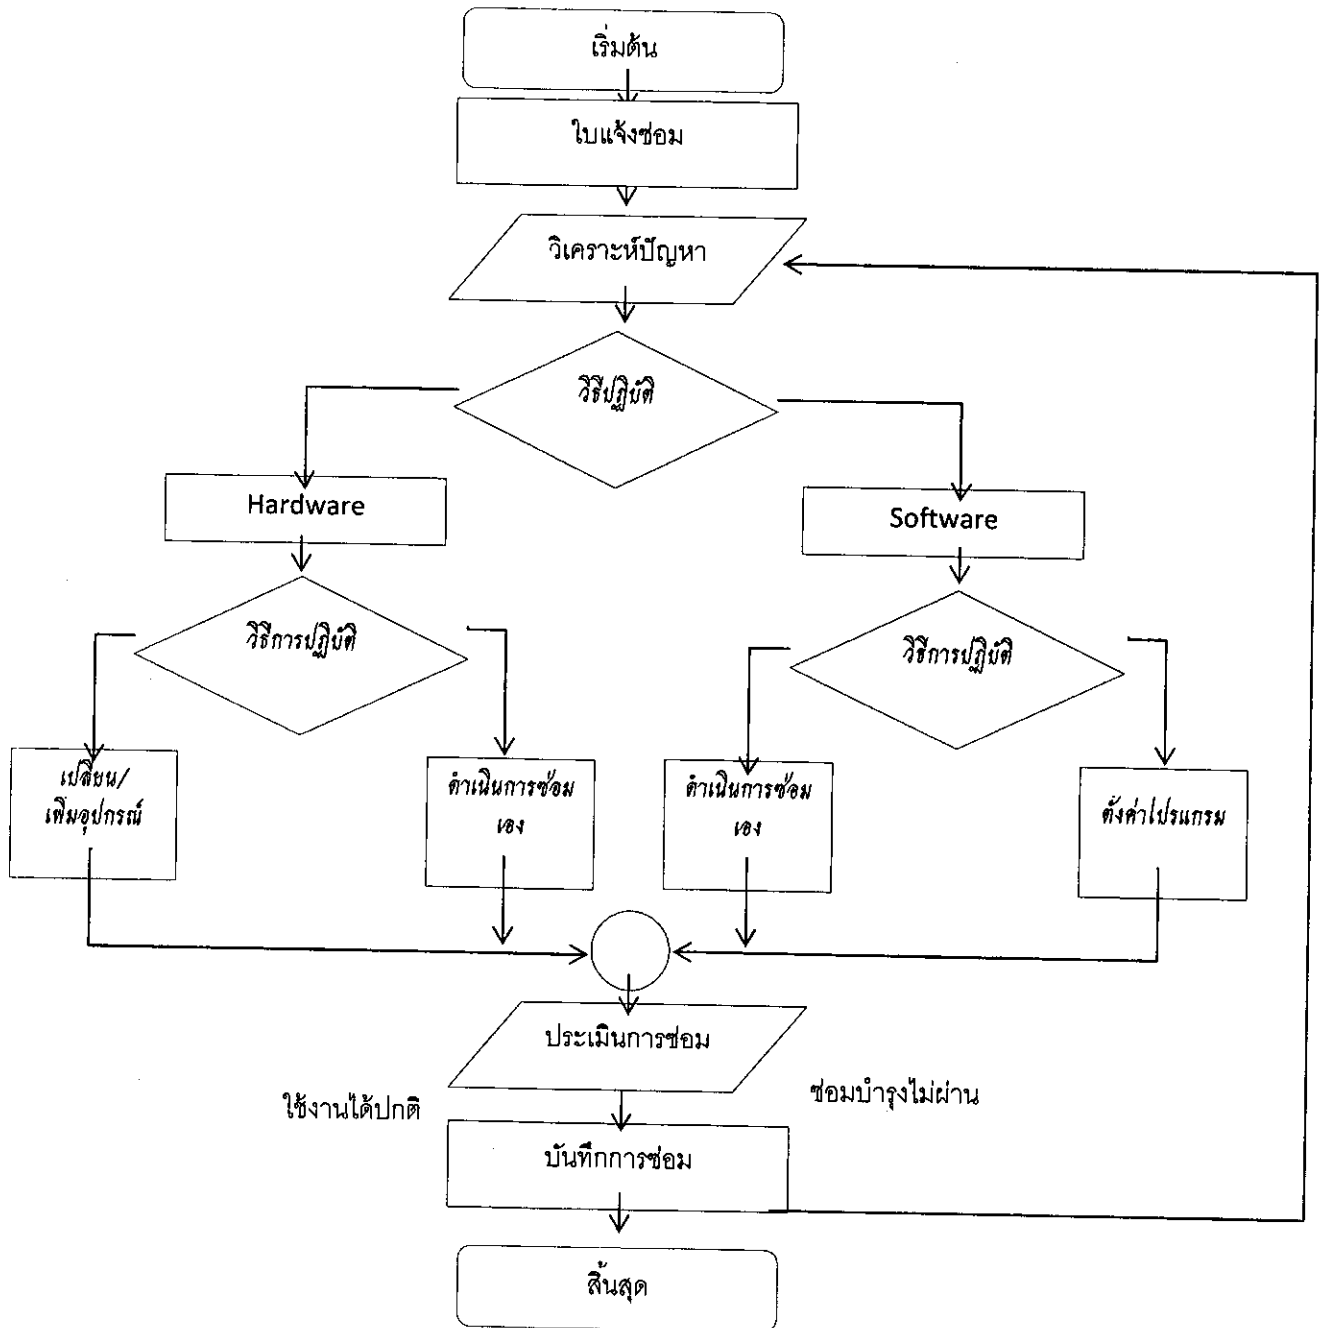 เริ่มต้น
ใบแจ้งซ่อม
วิเคราะห์ปัญหา
วิธีปฏิบัติ
Hardware
Software
วิธีการปฏิบัติ
วิธีการปฏิบัติ
เปลี่ยน/
เพิ่มอุปกรณ์
ดำเนินการซ่อม
เอง
ดำเนินการซ่อม
เอง
ตั้งค่าโปรแกรม
ประเมินการซ่อม
ใช้งานได้ปกติ
ซ่อมบำรุงไม่ผ่าน
บันทึกการซ่อม
สิ้นสุด